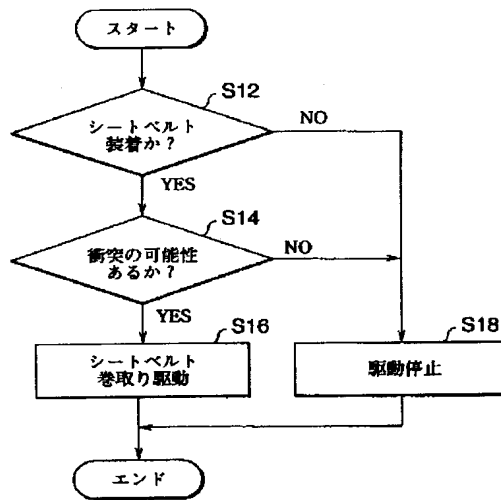 スタート
S12
シートベルト
装着か?
NO
YES
S14
衝突の可能性
あるか?
NO
YES
S16
シートベルト
巻取り駆動
S18
駆動停止
エンド